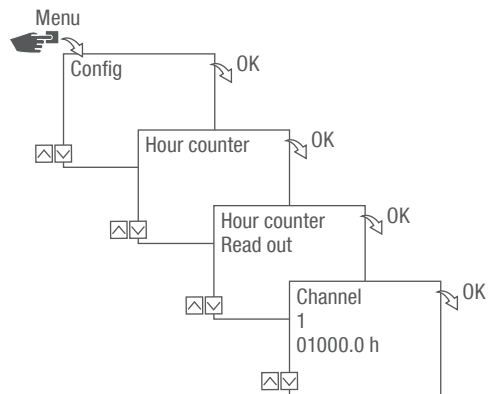 Menu
Config
OK
Hour counter
OK
Hour counter
Read out
OK
Channel
1
01000.0 h
OK